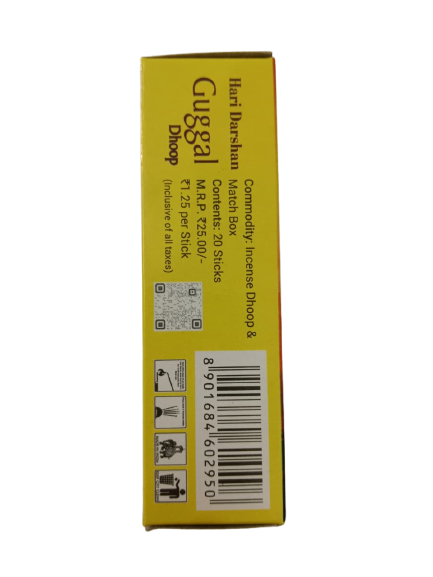 Hari Darshan
Guggal
Dhoop
Commodity: Incense Dhoop &
Match Box
Contents: 20 Sticks
M.R.P. ₹25.00/-
₹1.25 per Stick
(Inclusive of all taxes)
8 901684 602950